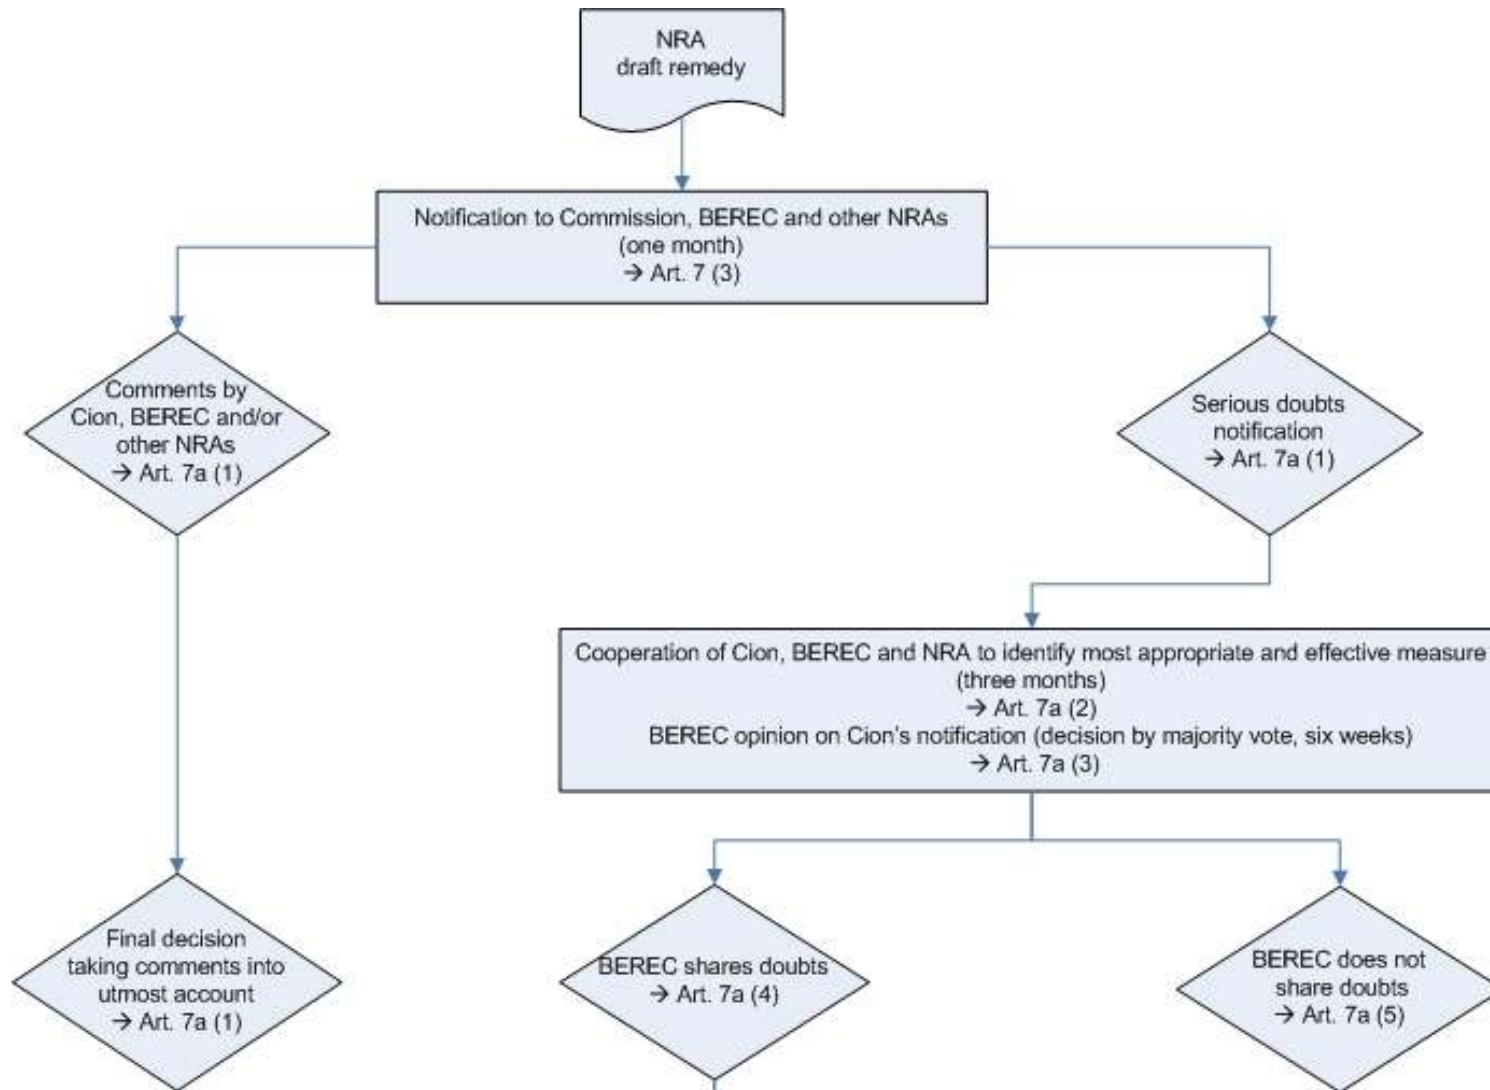 NRA
draft remedy
Notification to Commission, BEREC and other NRAs
(one month)
→ Art. 7 (3)
Comments by
Cion, BEREC and/or
other NRAs
→ Art. 7a (1)
Serious doubts
notification
→ Art. 7a (1)
Cooperation of Cion, BEREC and NRA to identify most appropriate and effective measure
(three months)
→ Art. 7a (2)
BEREC opinion on Cion's notification (decision by majority vote, six weeks)
→ Art. 7a (3)
Final decision
taking comments into
utmost account
→ Art. 7a (1)
BEREC shares doubts
→ Art. 7a (4)
BEREC does not
share doubts
→ Art. 7a (5)